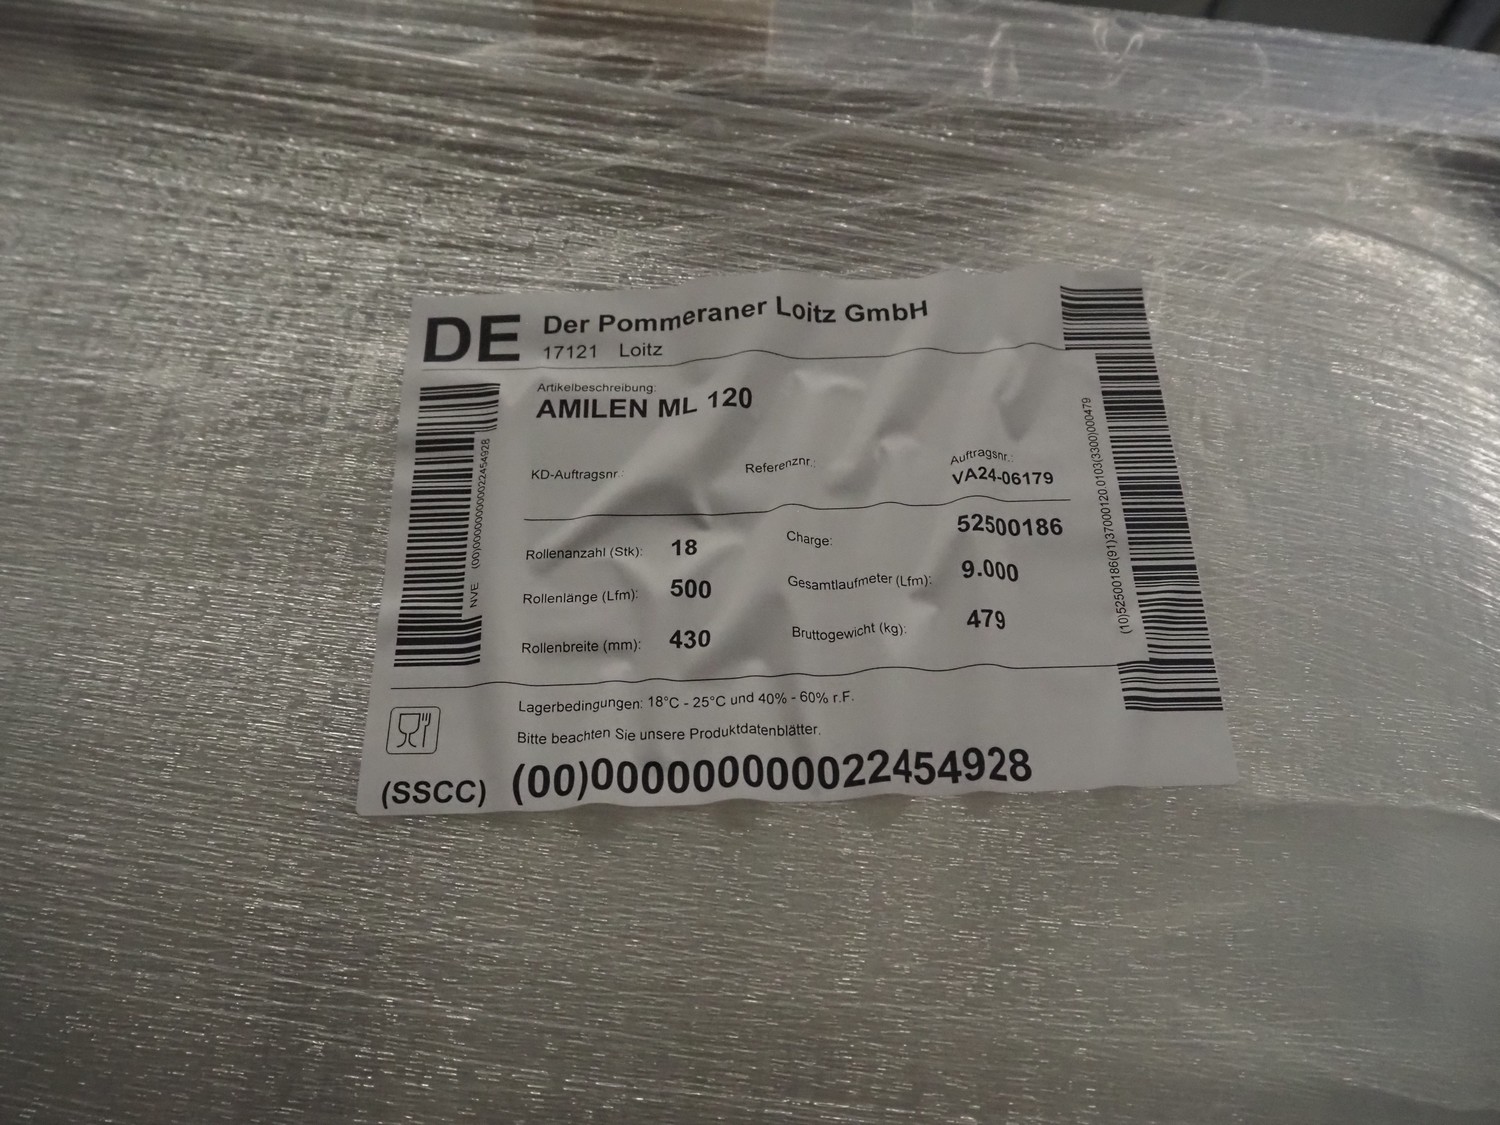 DE
Der Pommeraner Loitz GmbH
17121 Loitz
Artikelbeschreibung:
AMILEN ML 120
KD-Auftragsnr.:
Referenznr.:
Auftragsnr.:
VA24-06179
Rollenanzahl (Stk): 18
Charge: 52500186
Rollenlänge (Lfm): 500
Gesamtlaufmeter (Lfm): 9.000
Rollenbreite (mm): 430
Bruttogewicht (kg): 479
Lagerbedingungen: 18°C - 25°C und 40% - 60% r.F.
Bitte beachten Sie unsere Produktdatenblätter.
(SSCC) (00)000000000022454928
NVE (00)000000000022454928
(10)52500186(91)37000120.0103(3300)000479